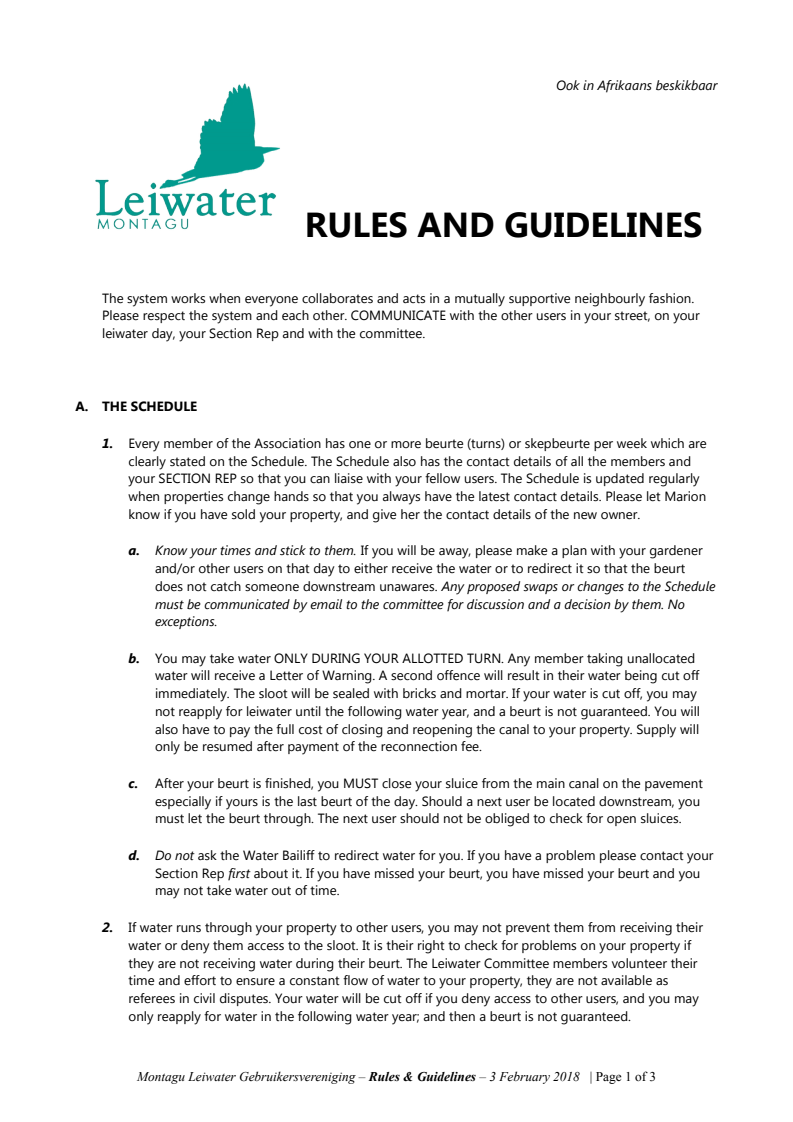 Ook in Afrikaans beskikbaar
Leiwater
MONTAGU
RULES AND GUIDELINES
The system works when everyone collaborates and acts in a mutually supportive neighbourly fashion.
Please respect the system and each other. COMMUNICATE with the other users in your street, on your
leiwater day, your Section Rep and with the committee.
A. THE SCHEDULE
1. Every member of the Association has one or more beurte (turns) or skepbeurte per week which are
clearly stated on the Schedule. The Schedule also has the contact details of all the members and
your SECTION REP so that you can liaise with your fellow users. The Schedule is updated regularly
when properties change hands so that you always have the latest contact details. Please let Marion
know if you have sold your property, and give her the contact details of the new owner.
a. Know your times and stick to them. If you will be away, please make a plan with your gardener
and/or other users on that day to either receive the water or to redirect it so that the beurt
does not catch someone downstream unawares. Any proposed swaps or changes to the Schedule
must be communicated by email to the committee for discussion and a decision by them. No
exceptions.
b. You may take water ONLY DURING YOUR ALLOTTED TURN. Any member taking unallocated
water will receive a Letter of Warning. A second offence will result in their water being cut off
immediately. The sloot will be sealed with bricks and mortar. If your water is cut off, you may
not reapply for leiwater until the following water year, and a beurt is not guaranteed. You will
also have to pay the full cost of closing and reopening the canal to your property. Supply will
only be resumed after payment of the reconnection fee.
c. After your beurt is finished, you MUST close your sluice from the main canal on the pavement
especially if yours is the last beurt of the day. Should a next user be located downstream, you
must let the beurt through. The next user should not be obliged to check for open sluices.
d. Do not ask the Water Bailiff to redirect water for you. If you have a problem please contact your
Section Rep first about it. If you have missed your beurt, you have missed your beurt and you
may not take water out of time.
2. If water runs through your property to other users, you may not prevent them from receiving their
water or deny them access to the sloot. It is their right to check for problems on your property if
they are not receiving water during their beurt. The Leiwater Committee members volunteer their
time and effort to ensure a constant flow of water to your property, they are not available as
referees in civil disputes. Your water will be cut off if you deny access to other users, and you may
only reapply for water in the following water year; and then a beurt is not guaranteed.
Montagu Leiwater Gebruikersvereniging – Rules & Guidelines – 3 February 2018 | Page 1 of 3